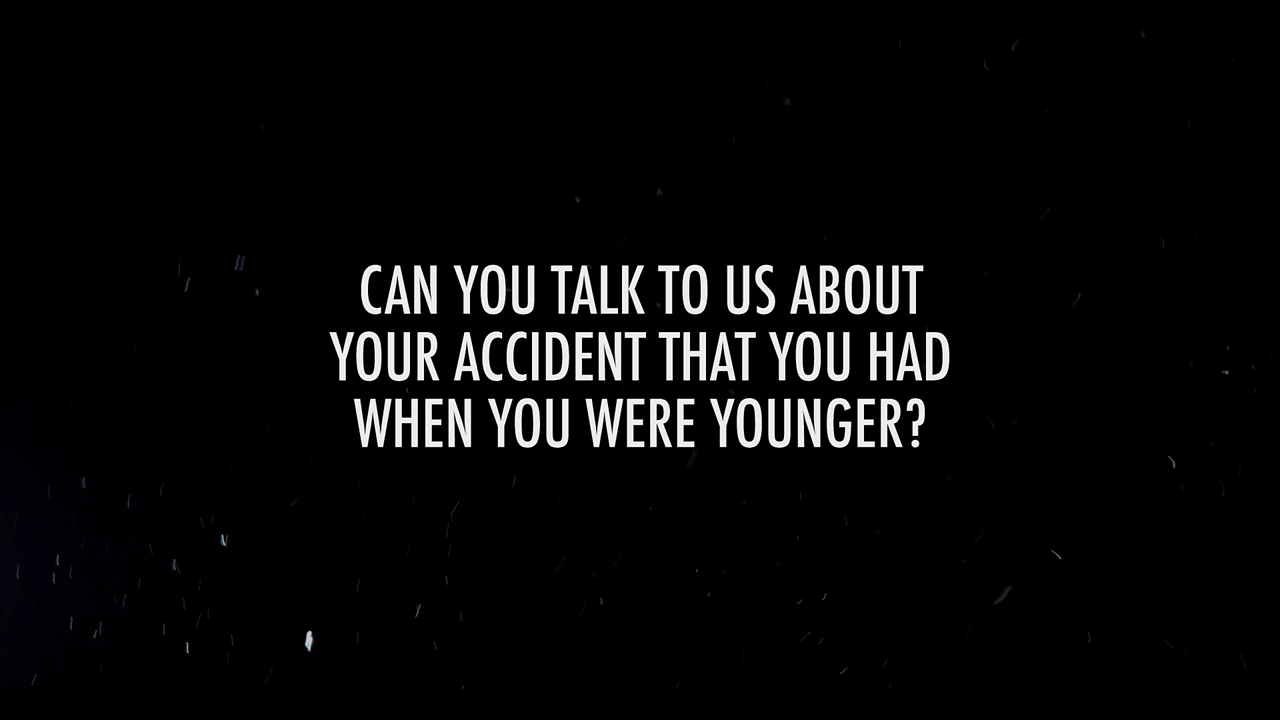 CAN YOU TALK TO US ABOUT
YOUR ACCIDENT THAT YOU HAD
WHEN YOU WERE YOUNGER?